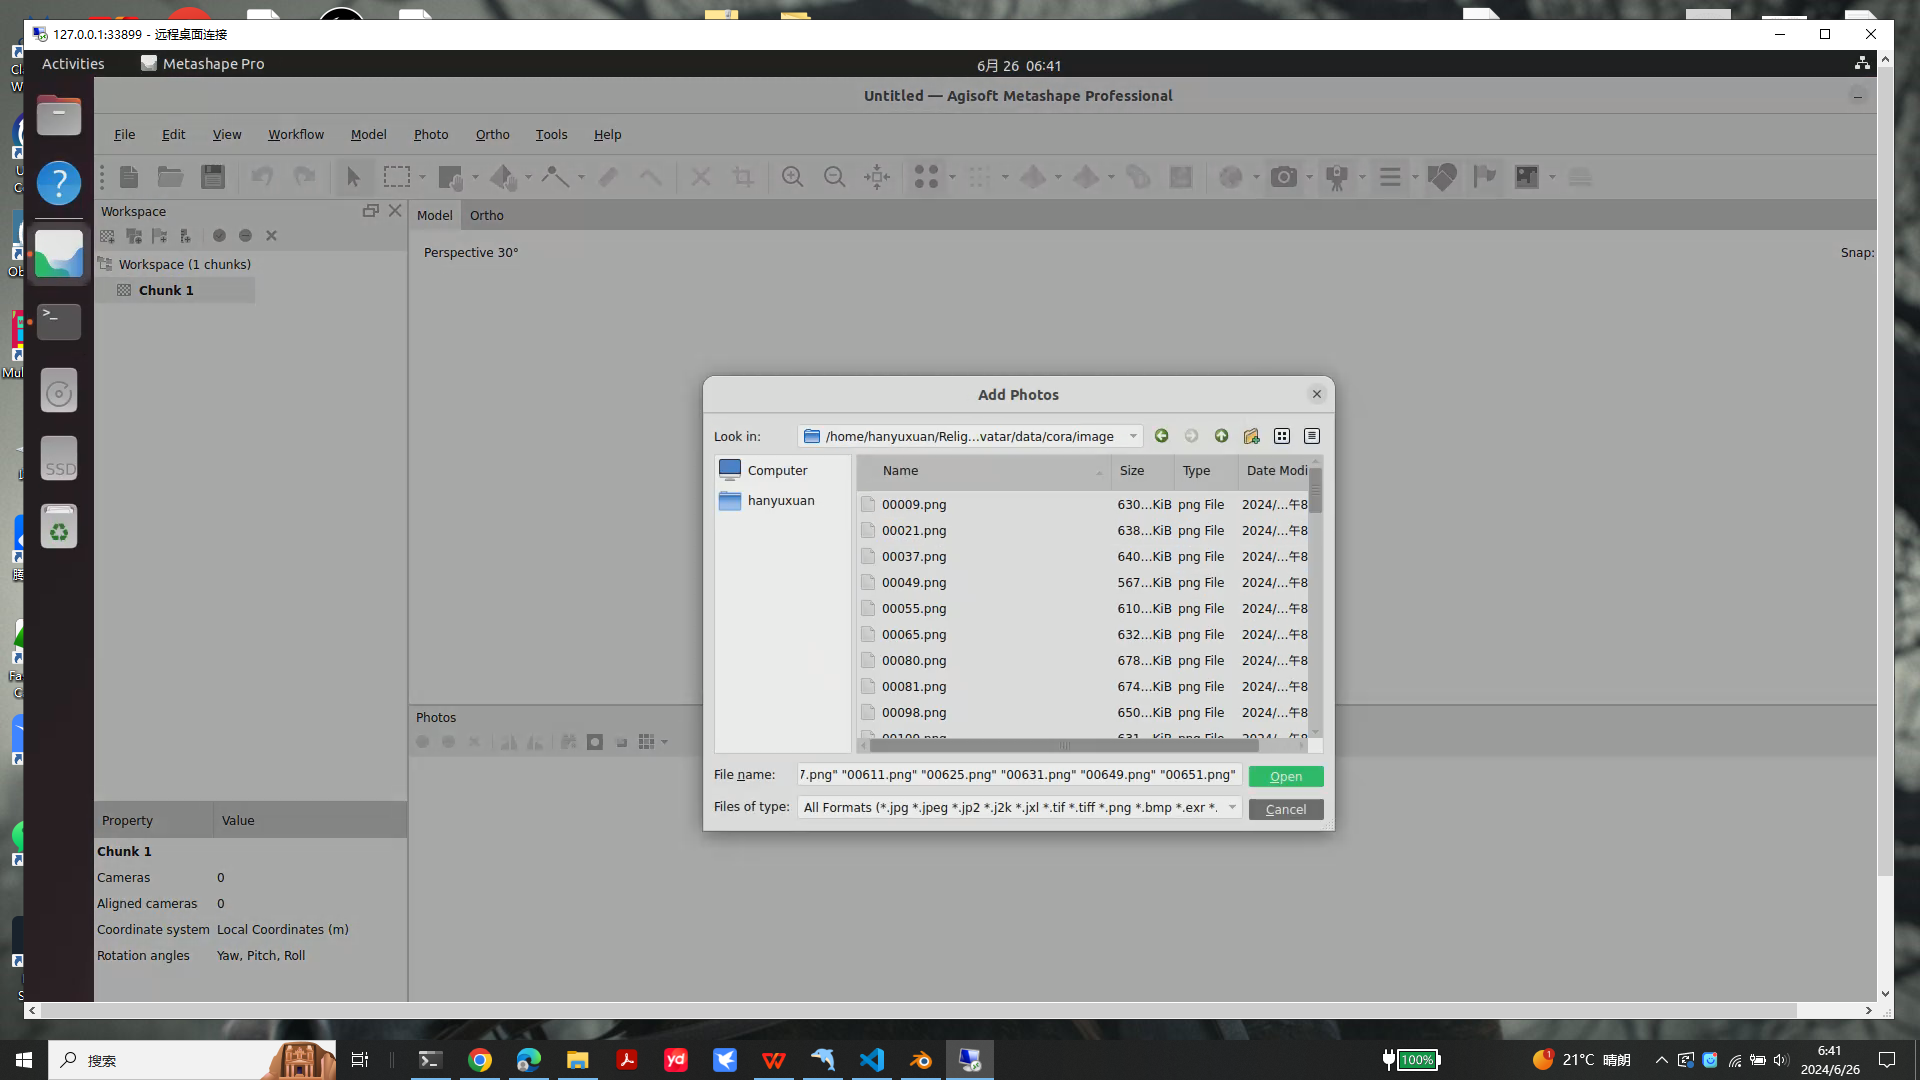 127.0.0.1:33899 - 远程桌面连接
Activities
Metashape Pro
6月 26 06:41
Untitled — Agisoft Metashape Professional
File Edit View Workflow Model Photo Ortho Tools Help
Workspace
Model Ortho
Perspective 30°
Snap:
Workspace (1 chunks)
Chunk 1
SSD
Add Photos
Look in:
/home/hanyuxuan/Relig...vatar/data/cora/image
Computer
hanyuxuan
Name Size Type Date Modi
00009.png 630...KiB png File 2024/...午8
00021.png 638...KiB png File 2024/...午8
00037.png 640...KiB png File 2024/...午8
00049.png 567...KiB png File 2024/...午8
00055.png 610...KiB png File 2024/...午8
00065.png 632...KiB png File 2024/...午8
00080.png 678...KiB png File 2024/...午8
00081.png 674...KiB png File 2024/...午8
00098.png 650...KiB png File 2024/...午8
File name:
7.png" "00611.png" "00625.png" "00631.png" "00649.png" "00651.png"
Open
Files of type:
All Formats (*.jpg *.jpeg *.jp2 *.j2k *.jxl *.tif *.tiff *.png *.bmp *.exr *.
Cancel
Photos
Property Value
Chunk 1
Cameras 0
Aligned cameras 0
Coordinate system Local Coordinates (m)
Rotation angles Yaw, Pitch, Roll
搜索
yd
100%
1
21°C 晴朗
6:41
2024/6/26